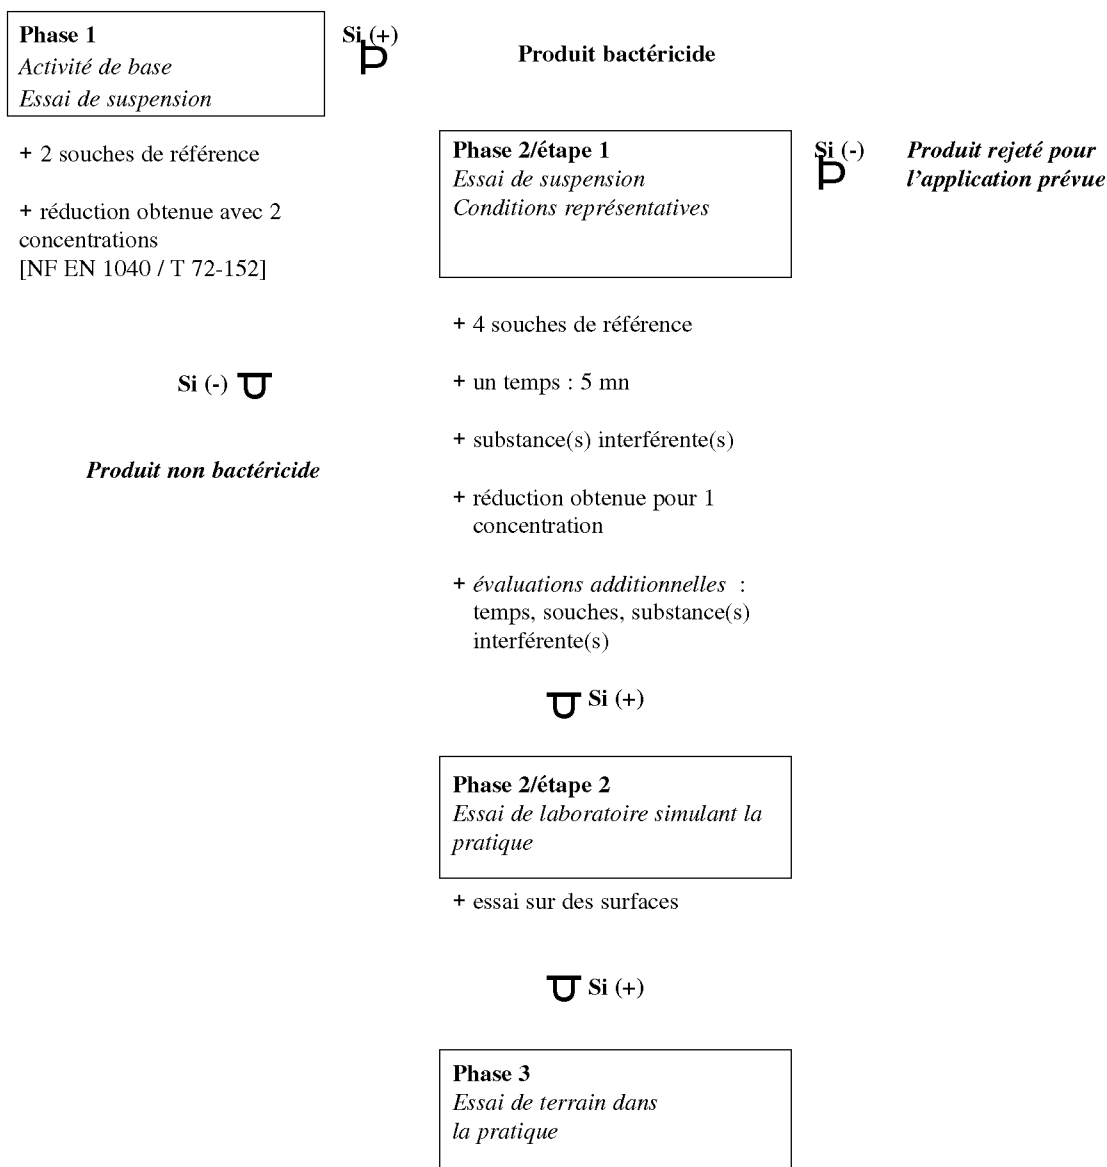 Phase 1
Activité de base
Essai de suspension
Si (+)
Produit bactéricide
+ 2 souches de référence
+ réduction obtenue avec 2
concentrations
[NF EN 1040 / T 72-152]
Si (-)
Produit non bactéricide
Phase 2/étape 1
Essai de suspension
Conditions représentatives
Si (-)
Produit rejeté pour
l'application prévue
+ 4 souches de référence
+ un temps : 5 mn
+ substance(s) interférente(s)
+ réduction obtenue pour 1
concentration
+ évaluations additionnelles :
temps, souches, substance(s)
interférente(s)
Si (+)
Phase 2/étape 2
Essai de laboratoire simulant la
pratique
+ essai sur des surfaces
Si (+)
Phase 3
Essai de terrain dans
la pratique